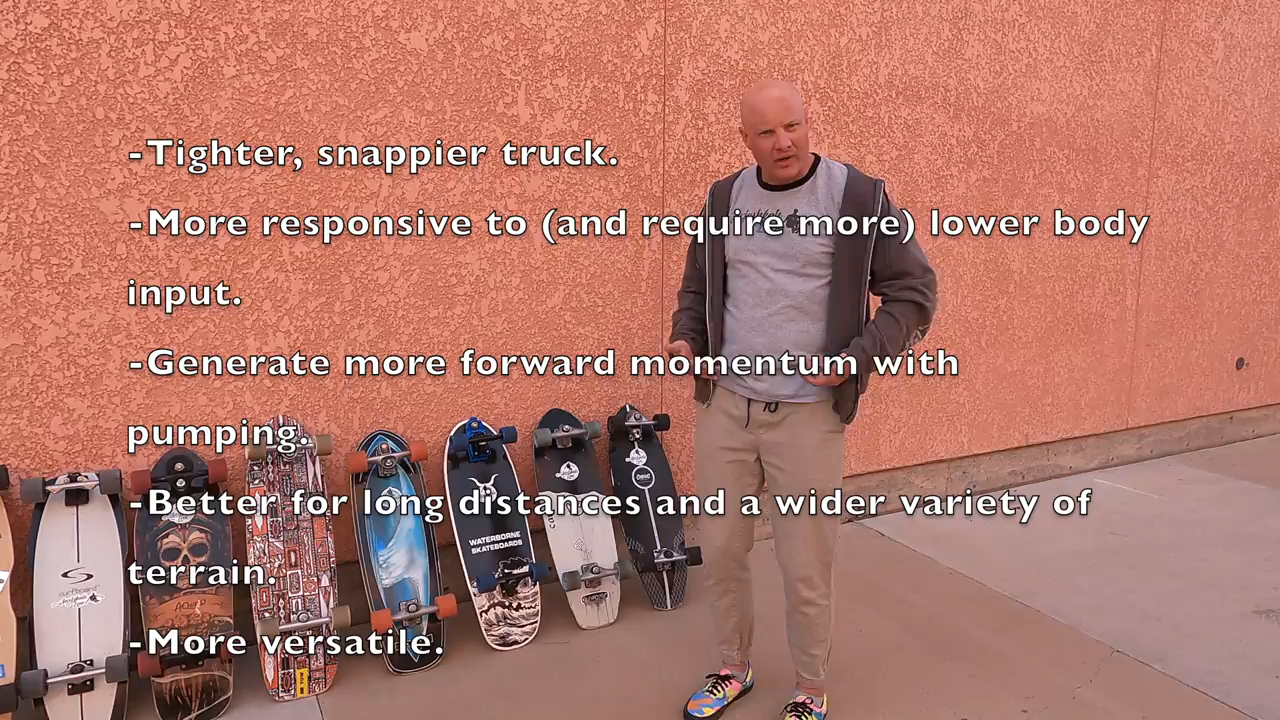 -Tighter, snappier truck.
-More responsive to (and require more) lower body
input.
-Generate more forward momentum with
pumping.
-Better for long distances and a wider variety of
terrain.
-More versatile.
WATERBORNE
SKATEBOARDS